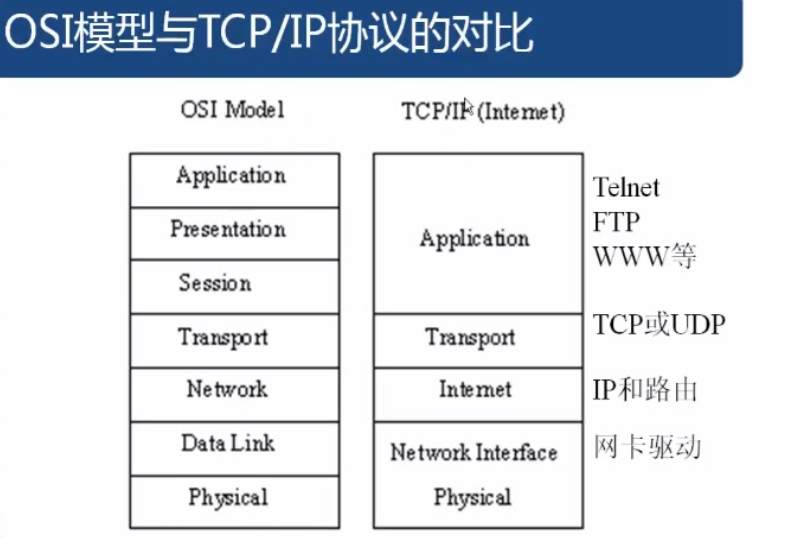 OSI模型与TCP/IP协议的对比
OSI Model
TCP/IP (Internet)
Application
Presentation
Session
Transport
Network
Data Link
Physical
Application
Transport
Internet
Network Interface
Physical
Telnet
FTP
WWW等
TCP或UDP
IP和路由
网卡驱动